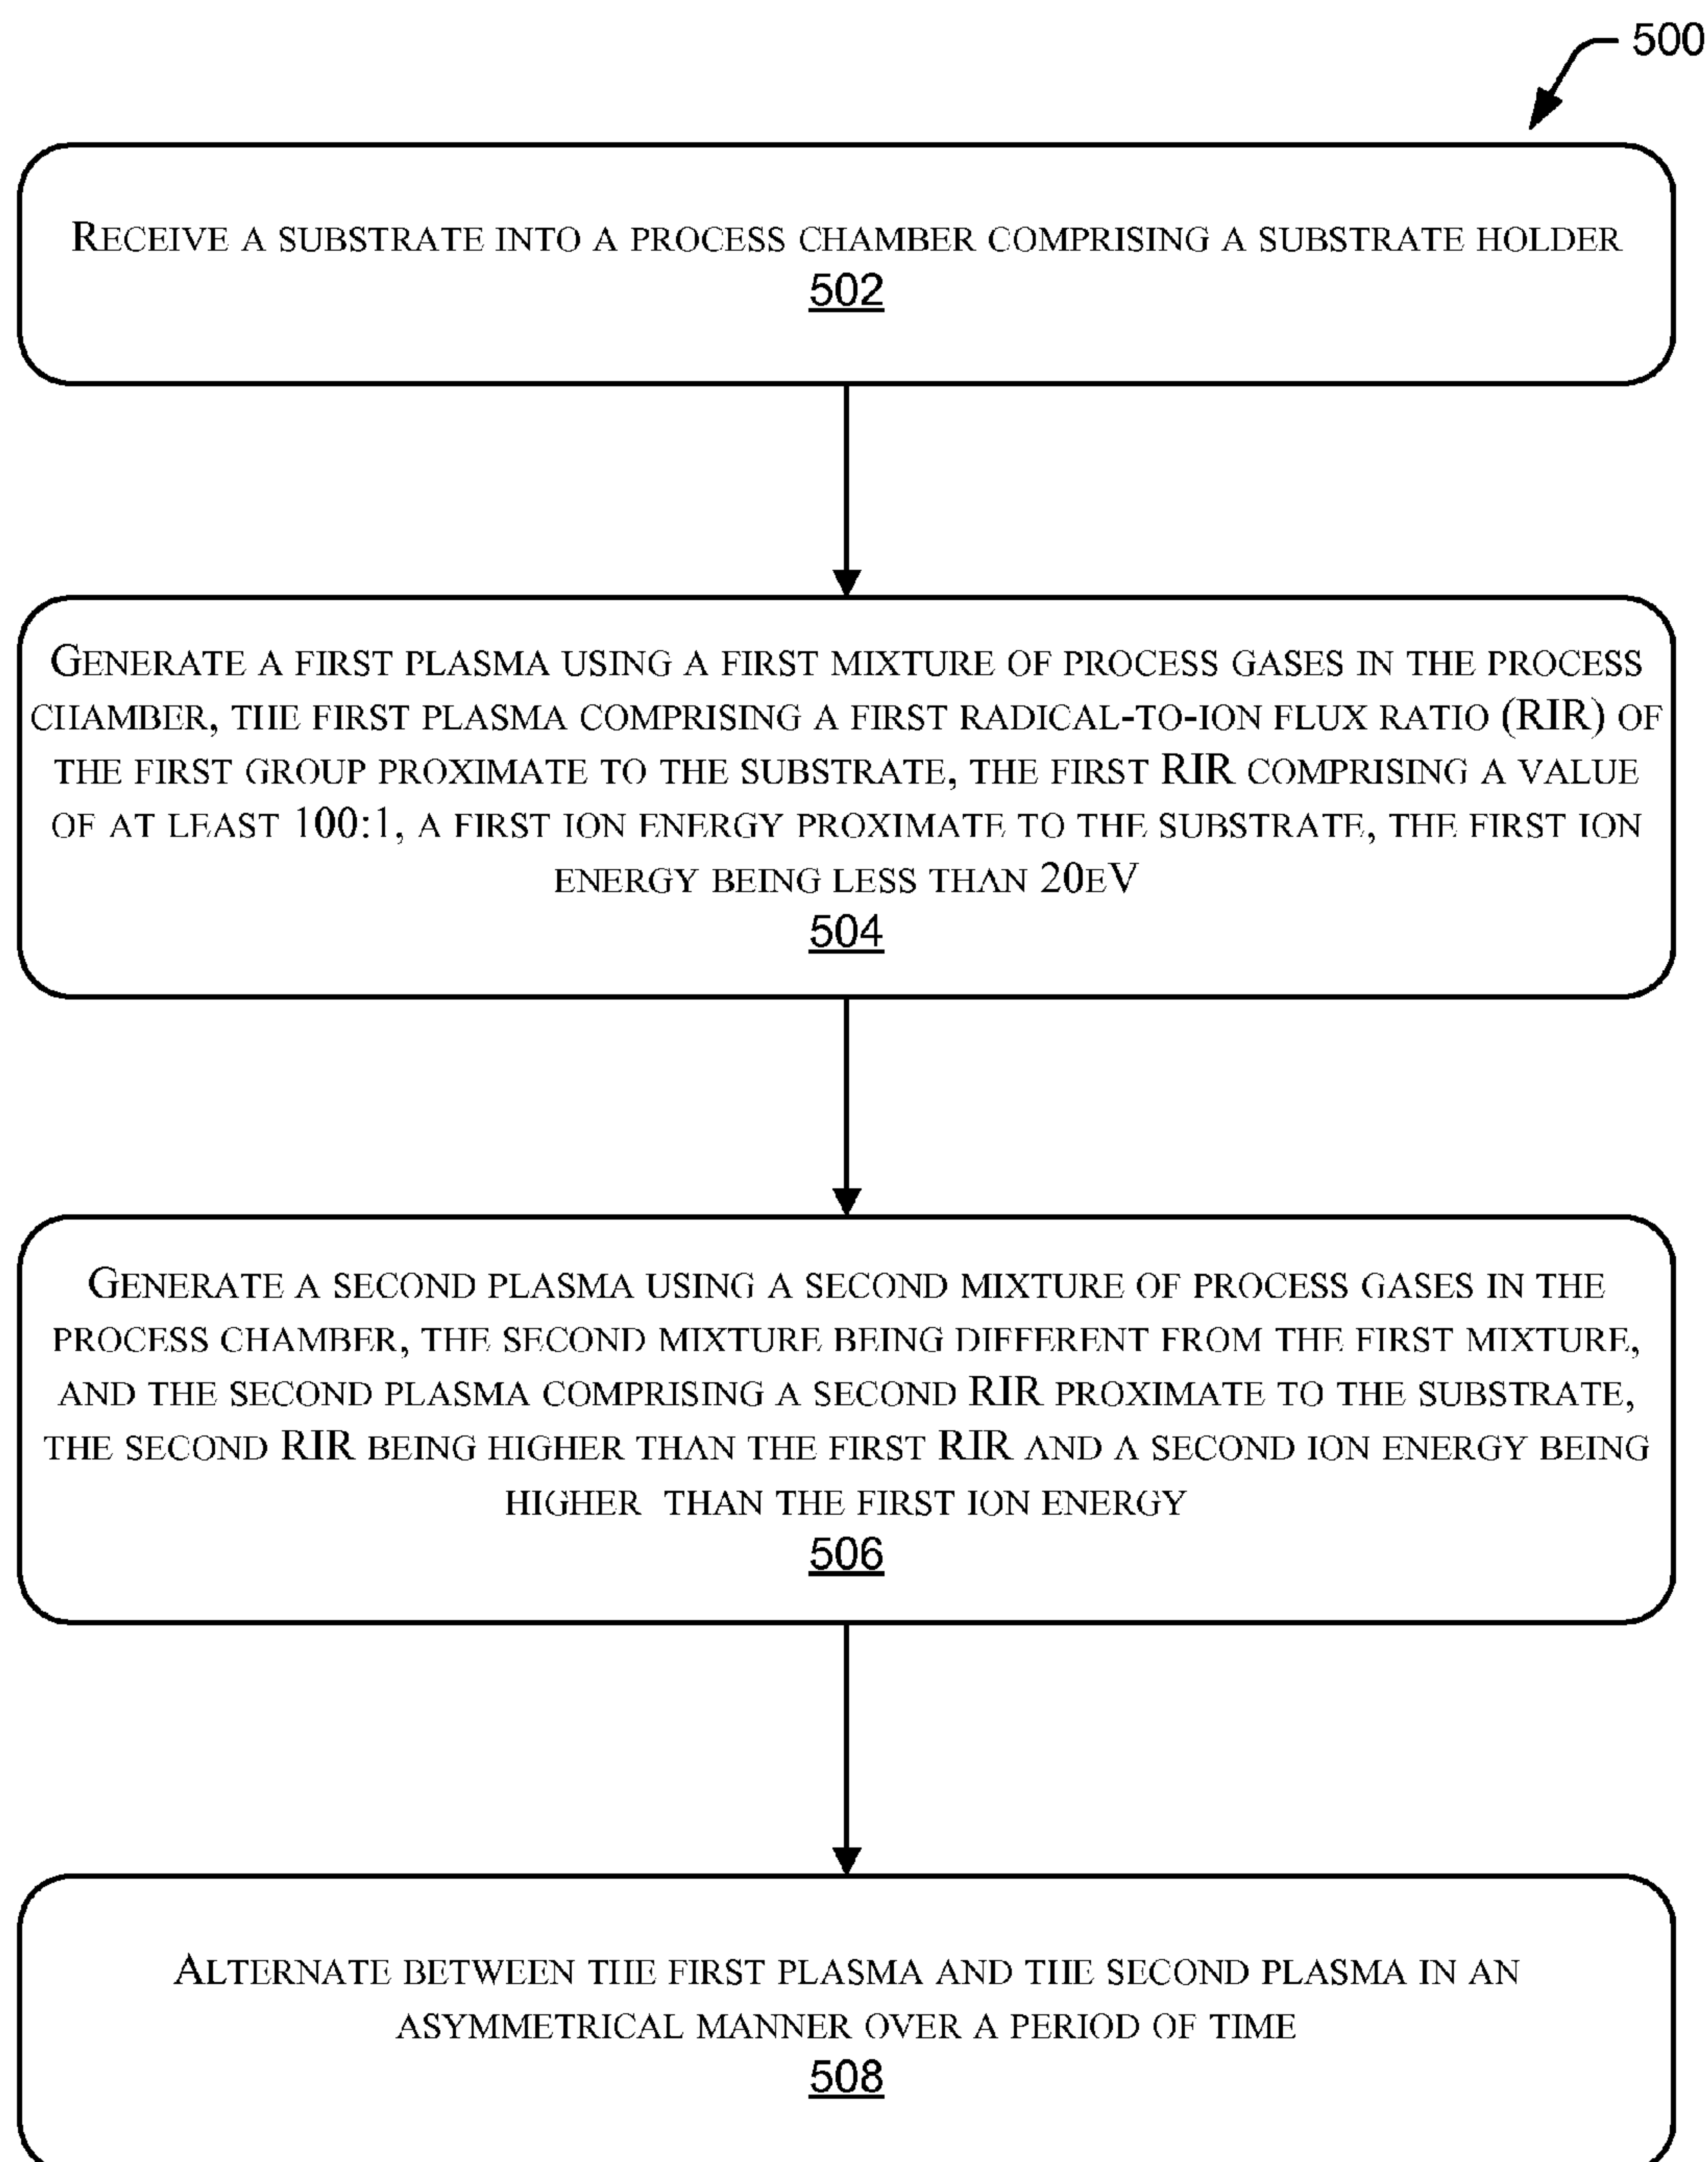 500
RECEIVE A SUBSTRATE INTO A PROCESS CHAMBER COMPRISING A SUBSTRATE HOLDER
502
GENERATE A FIRST PLASMA USING A FIRST MIXTURE OF PROCESS GASES IN THE PROCESS
CHAMBER, THE FIRST PLASMA COMPRISING A FIRST RADICAL-TO-ION FLUX RATIO (RIR) OF
THE FIRST GROUP PROXIMATE TO THE SUBSTRATE, THE FIRST RIR COMPRISING A VALUE
OF AT LEAST 100:1, A FIRST ION ENERGY PROXIMATE TO THE SUBSTRATE, THE FIRST ION
ENERGY BEING LESS THAN 20EV
504
GENERATE A SECOND PLASMA USING A SECOND MIXTURE OF PROCESS GASES IN THE
PROCESS CHAMBER, THE SECOND MIXTURE BEING DIFFERENT FROM THE FIRST MIXTURE,
AND THE SECOND PLASMA COMPRISING A SECOND RIR PROXIMATE TO THE SUBSTRATE,
THE SECOND RIR BEING HIGHER THAN THE FIRST RIR AND A SECOND ION ENERGY BEING
HIGHER THAN THE FIRST ION ENERGY
506
ALTERNATE BETWEEN THE FIRST PLASMA AND THE SECOND PLASMA IN AN
ASYMMETRICAL MANNER OVER A PERIOD OF TIME
508